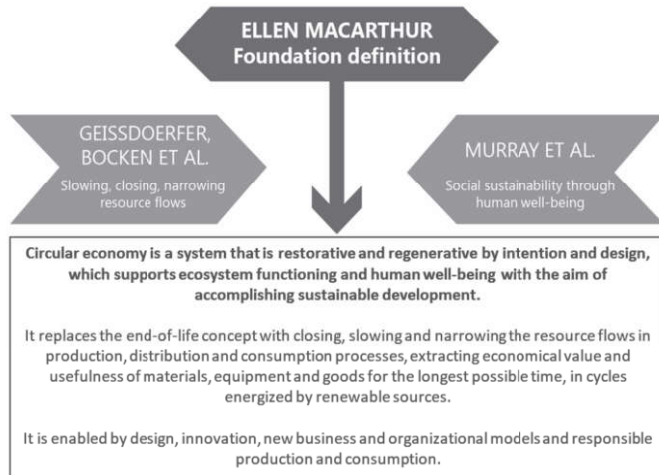 ELLEN MACARTHUR
Foundation definition
GEISSDOERFER,
BOCKEN ET AL.
Slowing, closing, narrowing
resource flows
MURRAY ET AL.
Social sustainability through
human well-being
Circular economy is a system that is restorative and regenerative by intention and design,
which supports ecosystem functioning and human well-being with the aim of
accomplishing sustainable development.
It replaces the end-of-life concept with closing, slowing and narrowing the resource flows in
production, distribution and consumption processes, extracting economical value and
usefulness of materials, equipment and goods for the longest possible time, in cycles
energized by renewable sources.
It is enabled by design, innovation, new business and organizational models and responsible
production and consumption.